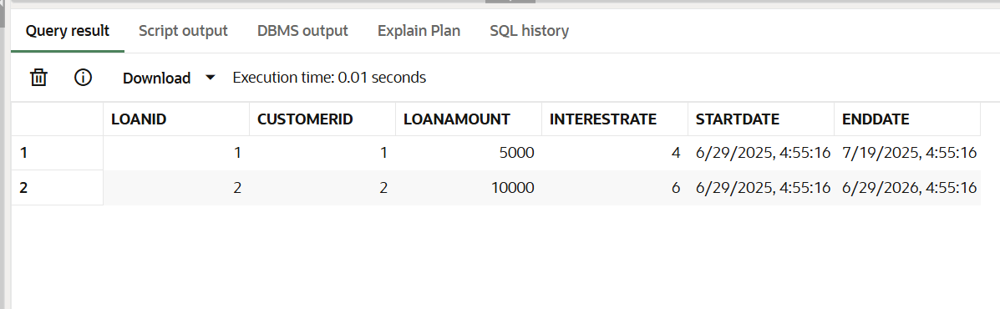 Query result Script output DBMS output Explain Plan SQL history
Download Execution time: 0.01 seconds
LOANID CUSTOMERID LOANAMOUNT INTERESTRATE STARTDATE ENDDATE
1 1 1 5000 4 6/29/2025, 4:55:16 7/19/2025, 4:55:16
2 2 2 10000 6 6/29/2025, 4:55:16 6/29/2026, 4:55:16